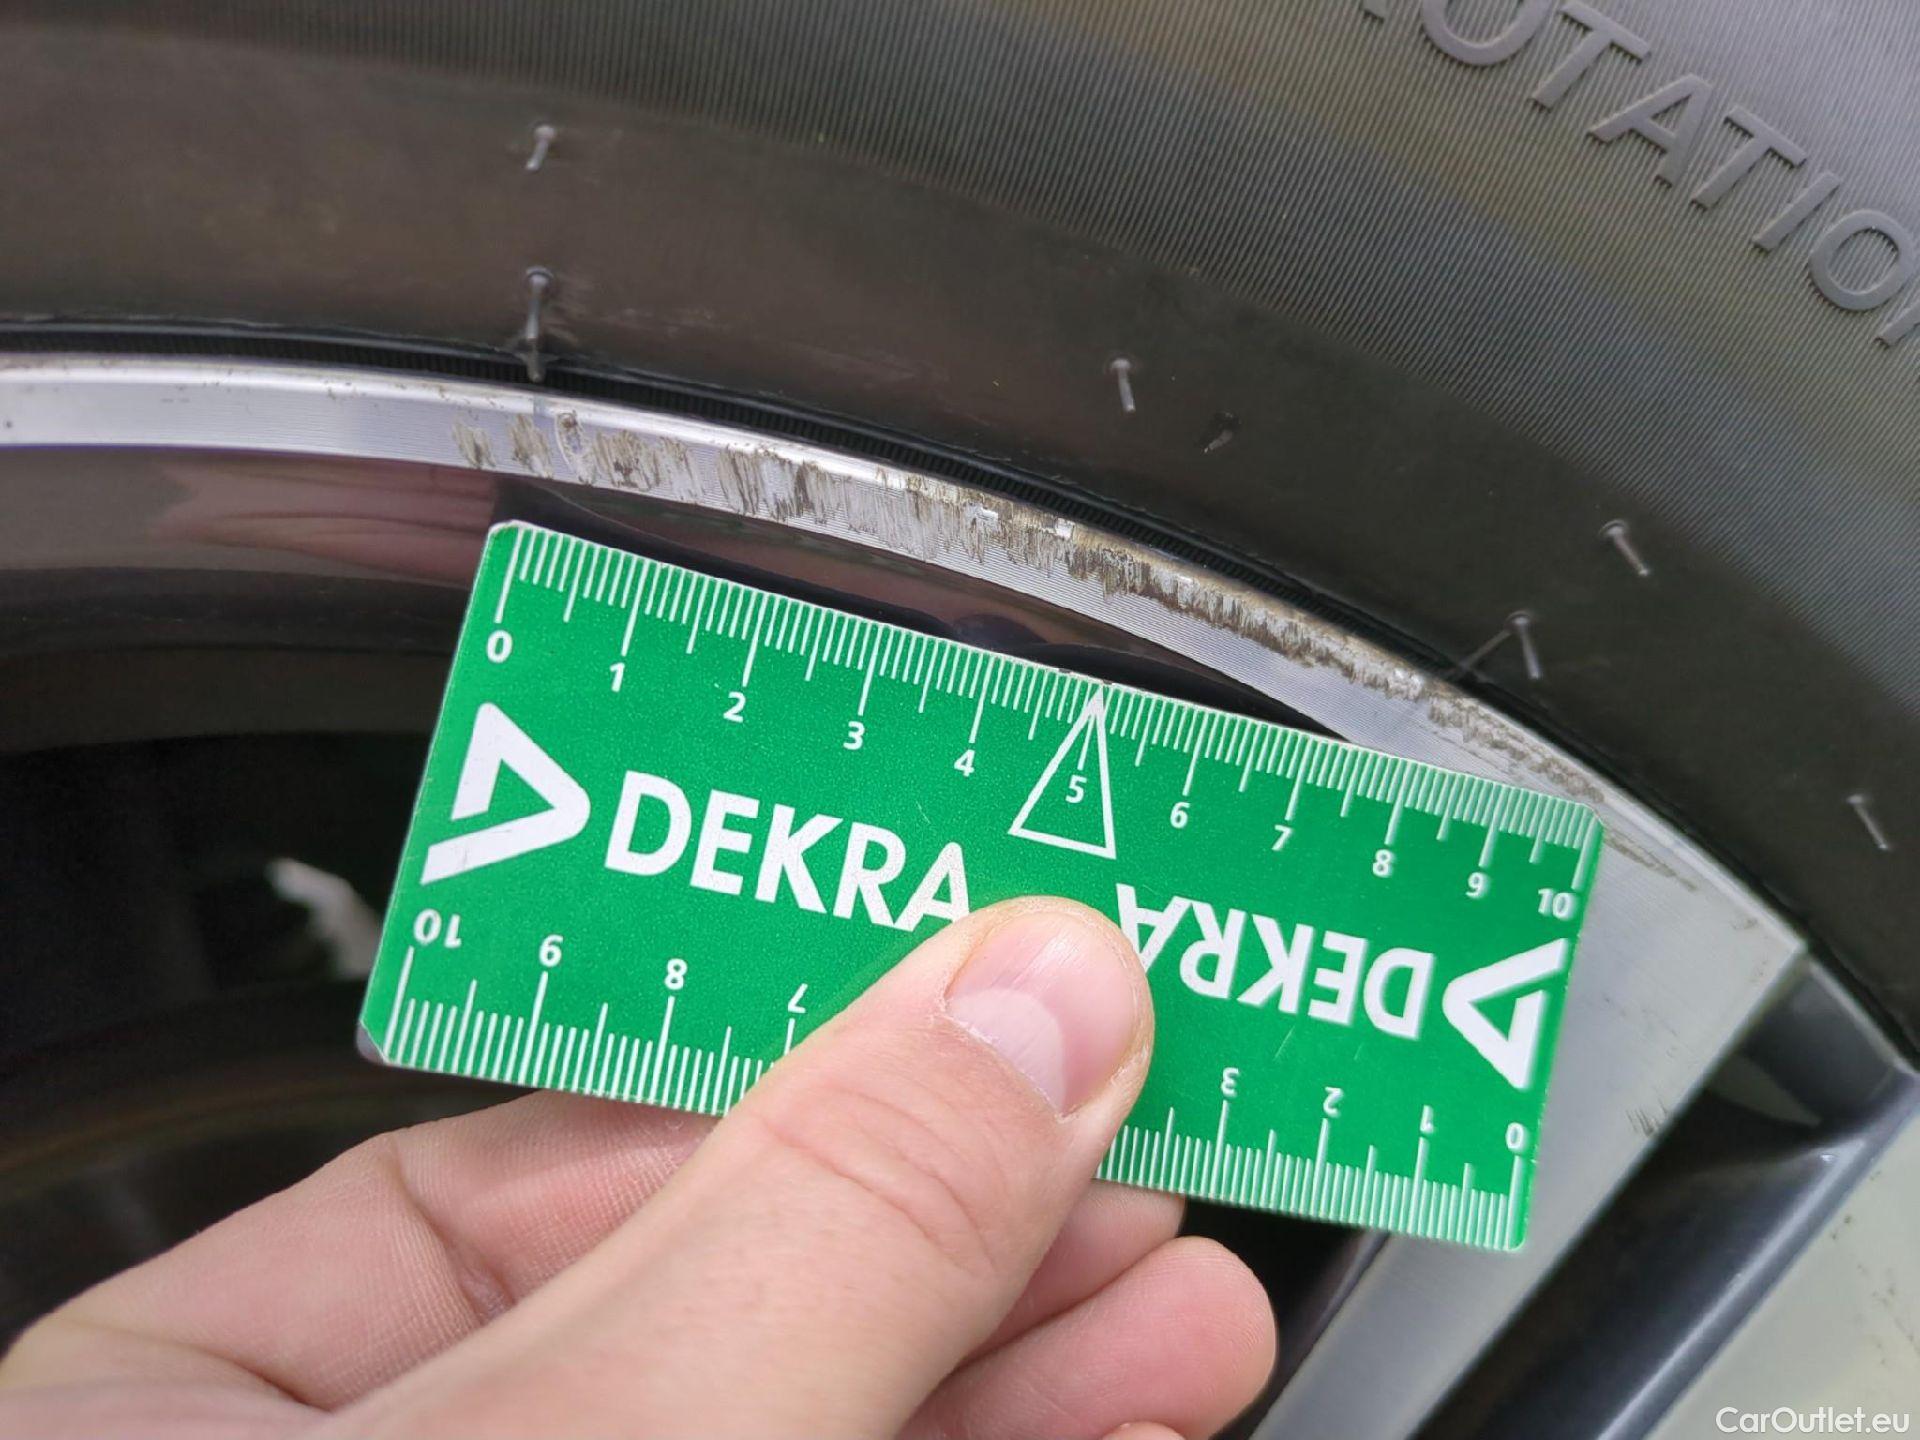 ROTATION
0 1 2 3 4 5 6 7 8 9 10
DEKRA
DEKRA
10 9 8 7
3 2 1 0
CarOutlet.eu